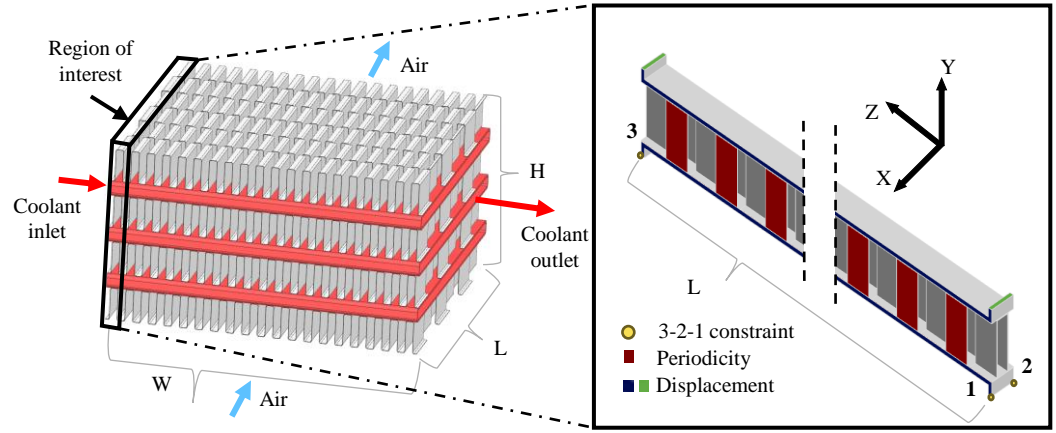 Region of
interest
Air
Coolant
inlet
H
Coolant
outlet
L
W
Air
Y
Z
X
3
L
3-2-1 constraint
Periodicity
Displacement
1
2